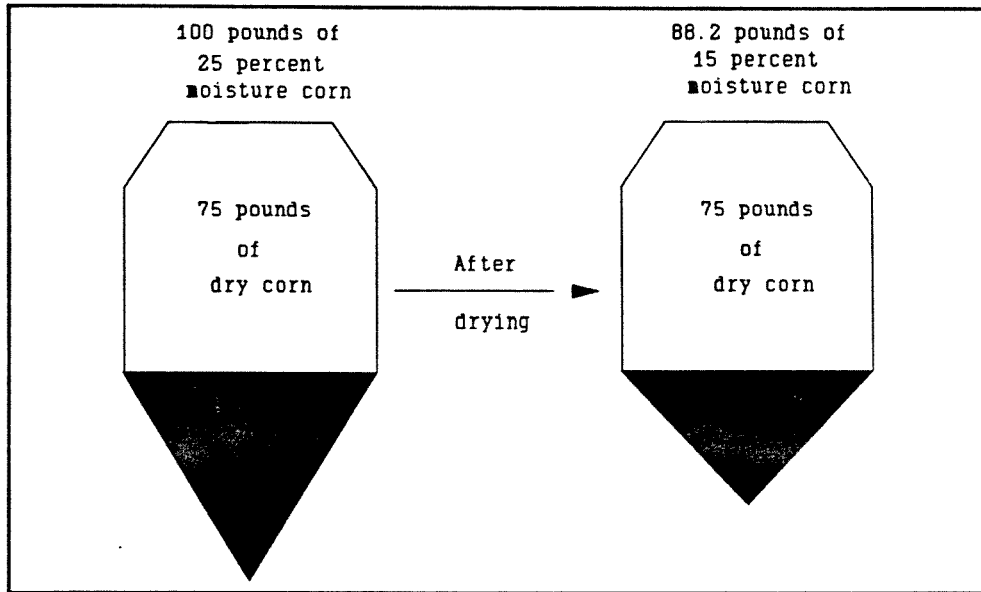 100 pounds of
25 percent
moisture corn
88.2 pounds of
15 percent
moisture corn
75 pounds
of
dry corn
After
drying
75 pounds
of
dry corn